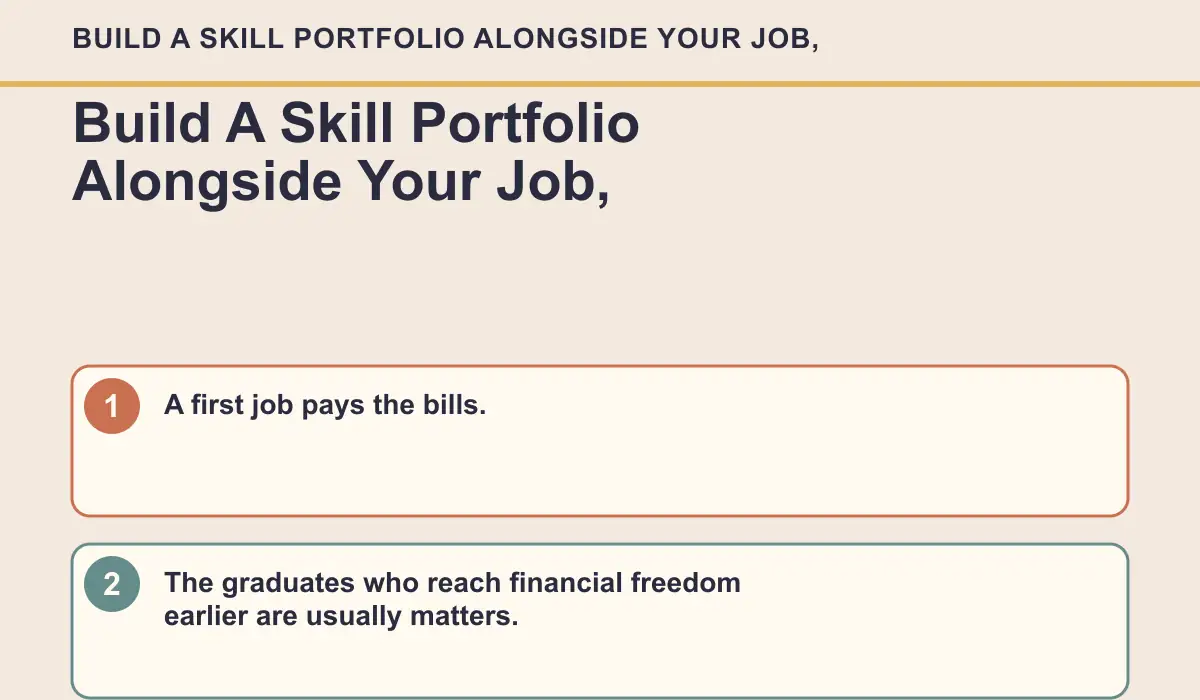 BUILD A SKILL PORTFOLIO ALONGSIDE YOUR JOB,
Build A Skill Portfolio
Alongside Your Job,
1 A first job pays the bills.
2 The graduates who reach financial freedom
earlier are usually matters.